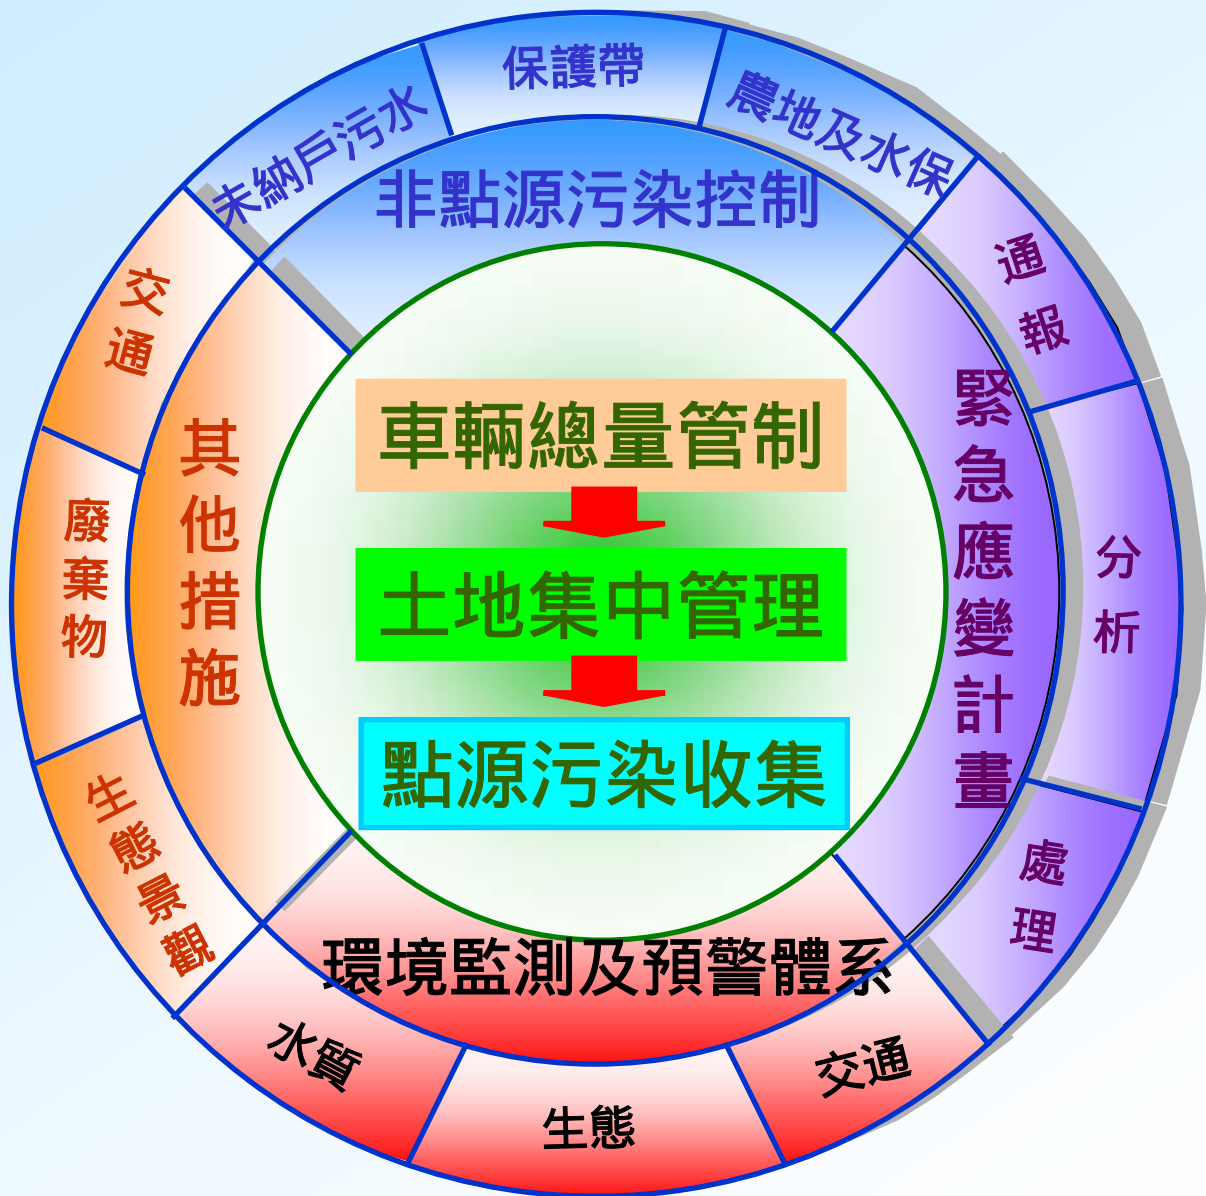 保護帶
農地及水保
未納戶污水
非點源污染控制
通報
分析
處理
緊急應變計畫
交通
廢棄物
生態景觀
其他措施
車輛總量管制
土地集中管理
點源污染收集
環境監測及預警體系
水質
生態
交通